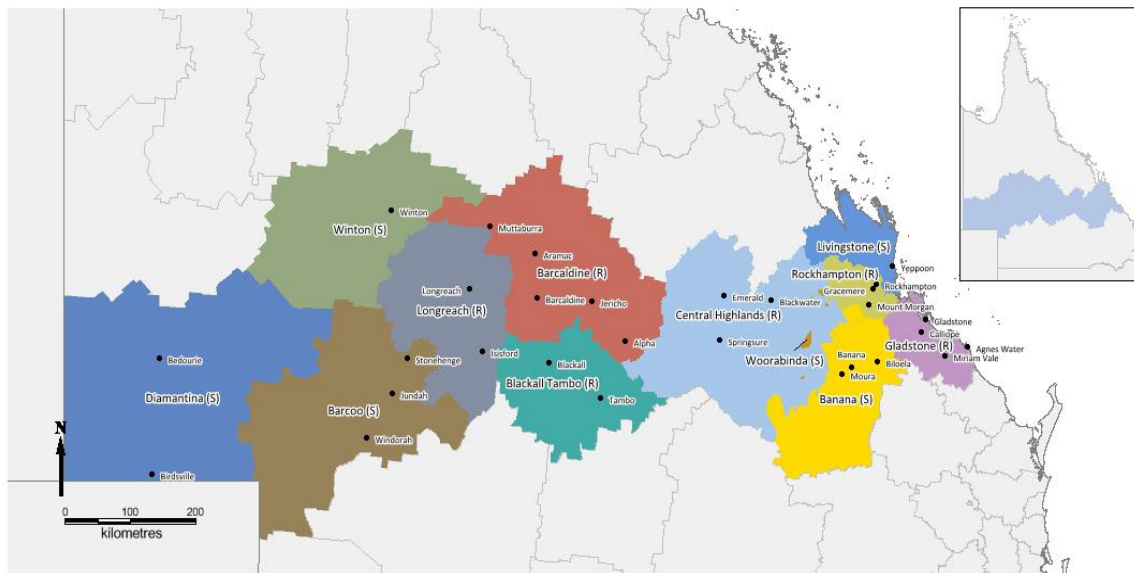 Winton
Winton (S)
Muttaburra
Aramac
Barcaldine (R)
Longreach
Longreach (R)
Barcaldine
Jericho
Alpha
Livingstone (S)
Yeppoon
Rockhampton (R)
Rockhampton
Gracemere
Mount Morgan
Emerald
Blackwater
Central Highlands (R)
Springsure
Woorabinda (S)
Gladstone
Calliope
Gladstone (R)
Agnes Water
Miriam Vale
Banana
Biloela
Moura
Banana (S)
Bedourie
Diamantina (S)
Stonehenge
Isisford
Blackall
Blackall Tambo (R)
Tambo
Jundah
Barcoo (S)
Windorah
Birdsville
N
0 100 200
kilometres